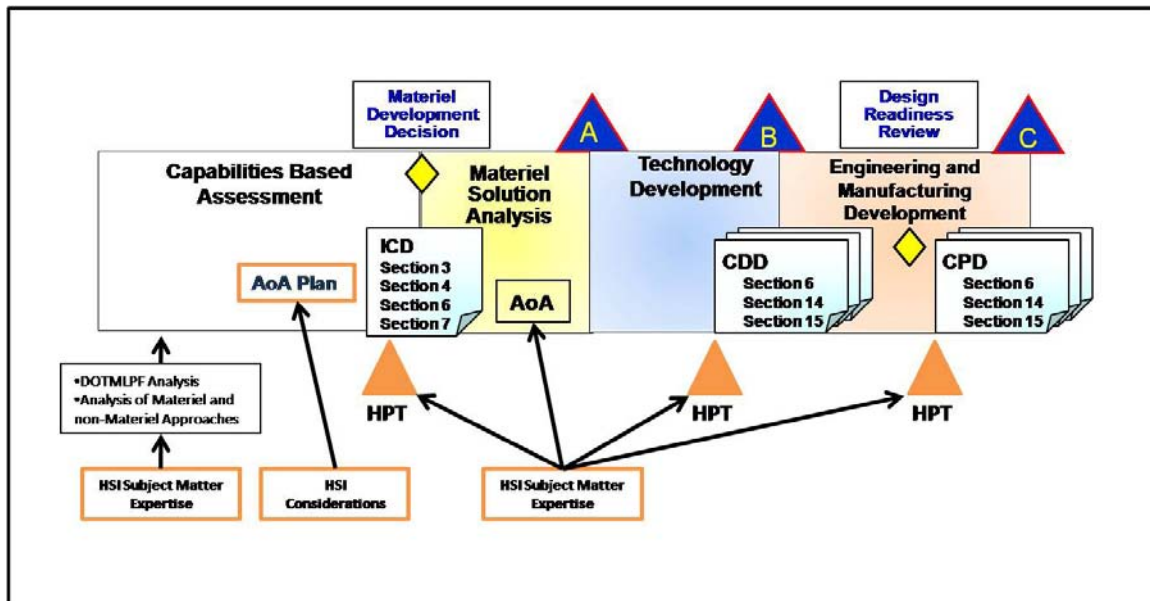 Materiel
Development
Decision
A
B
Design
Readiness
Review
C
Capabilities Based
Assessment
Materiel
Solution
Analysis
Technology
Development
Engineering and
Manufacturing
Development
AoA Plan
ICD
Section 3
Section 4
Section 6
Section 7
AoA
CDD
Section 6
Section 14
Section 15
CPD
Section 6
Section 14
Section 15
•DOTMLPF Analysis
•Analysis of Materiel and
non-Materiel Approaches
HPT
HPT
HPT
HSI Subject Matter
Expertise
HSI
Considerations
HSI Subject Matter
Expertise